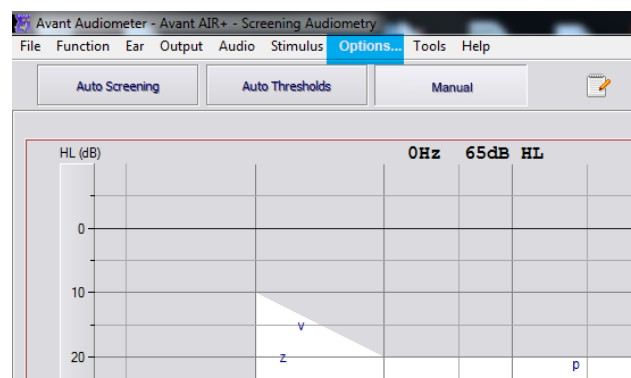 Avant Audiometer - Avant AIR+ - Screening Audiometry
File Function Ear Output Audio Stimulus Options... Tools Help
Auto Screening Auto Thresholds Manual
HL (dB) 0Hz 65dB HL
0
10
v
20 z p